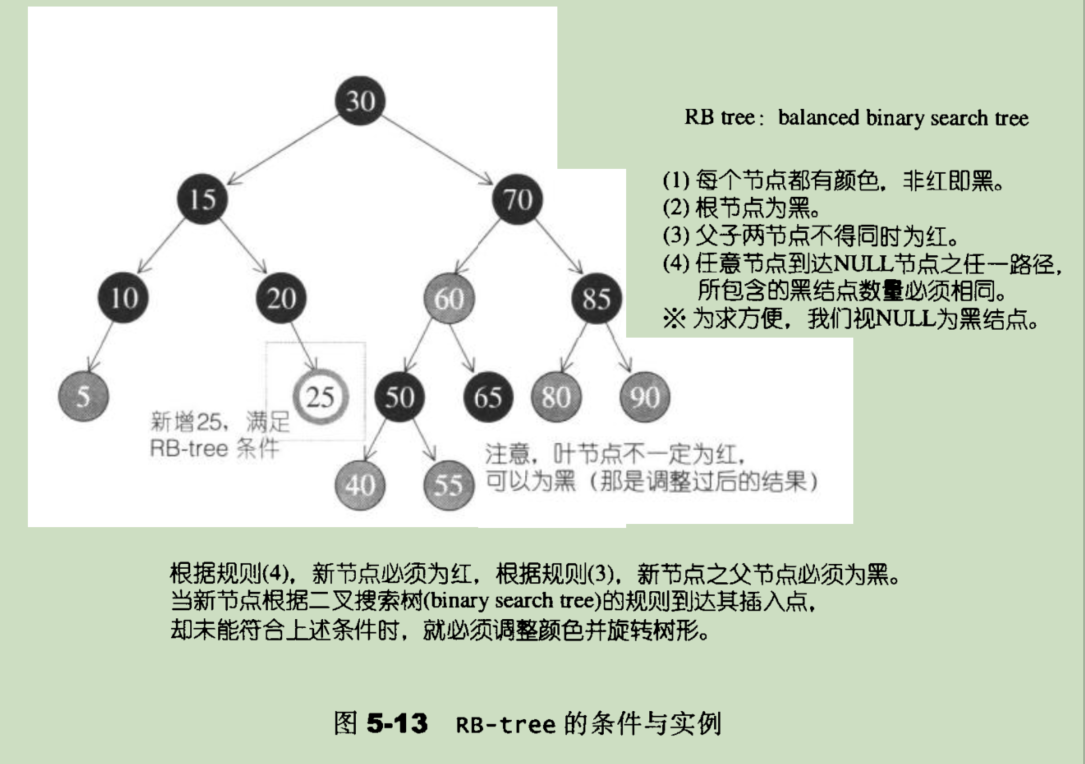 30
RB tree: balanced binary search tree
(1) 每个节点都有颜色，非红即黑。
15
70
(2) 根节点为黑。
(3) 父子两节点不得同时为红。
(4) 任意节点到达NULL节点之任一路径，
所包含的黑结点数量必须相同。
※ 为求方便，我们视NULL为黑结点。
10
20
60
85
5
25
50
65
80
90
新增25，满足
RB-tree 条件
40
55
注意，叶节点不一定为红，
可以为黑（那是调整过后的结果）
根据规则(4)，新节点必须为红，根据规则(3)，新节点之父节点必须为黑。
当新节点根据二叉搜索树(binary search tree)的规则到达其插入点，
却未能符合上述条件时，就必须调整颜色并旋转树形。
图 5-13 RB-tree 的条件与实例